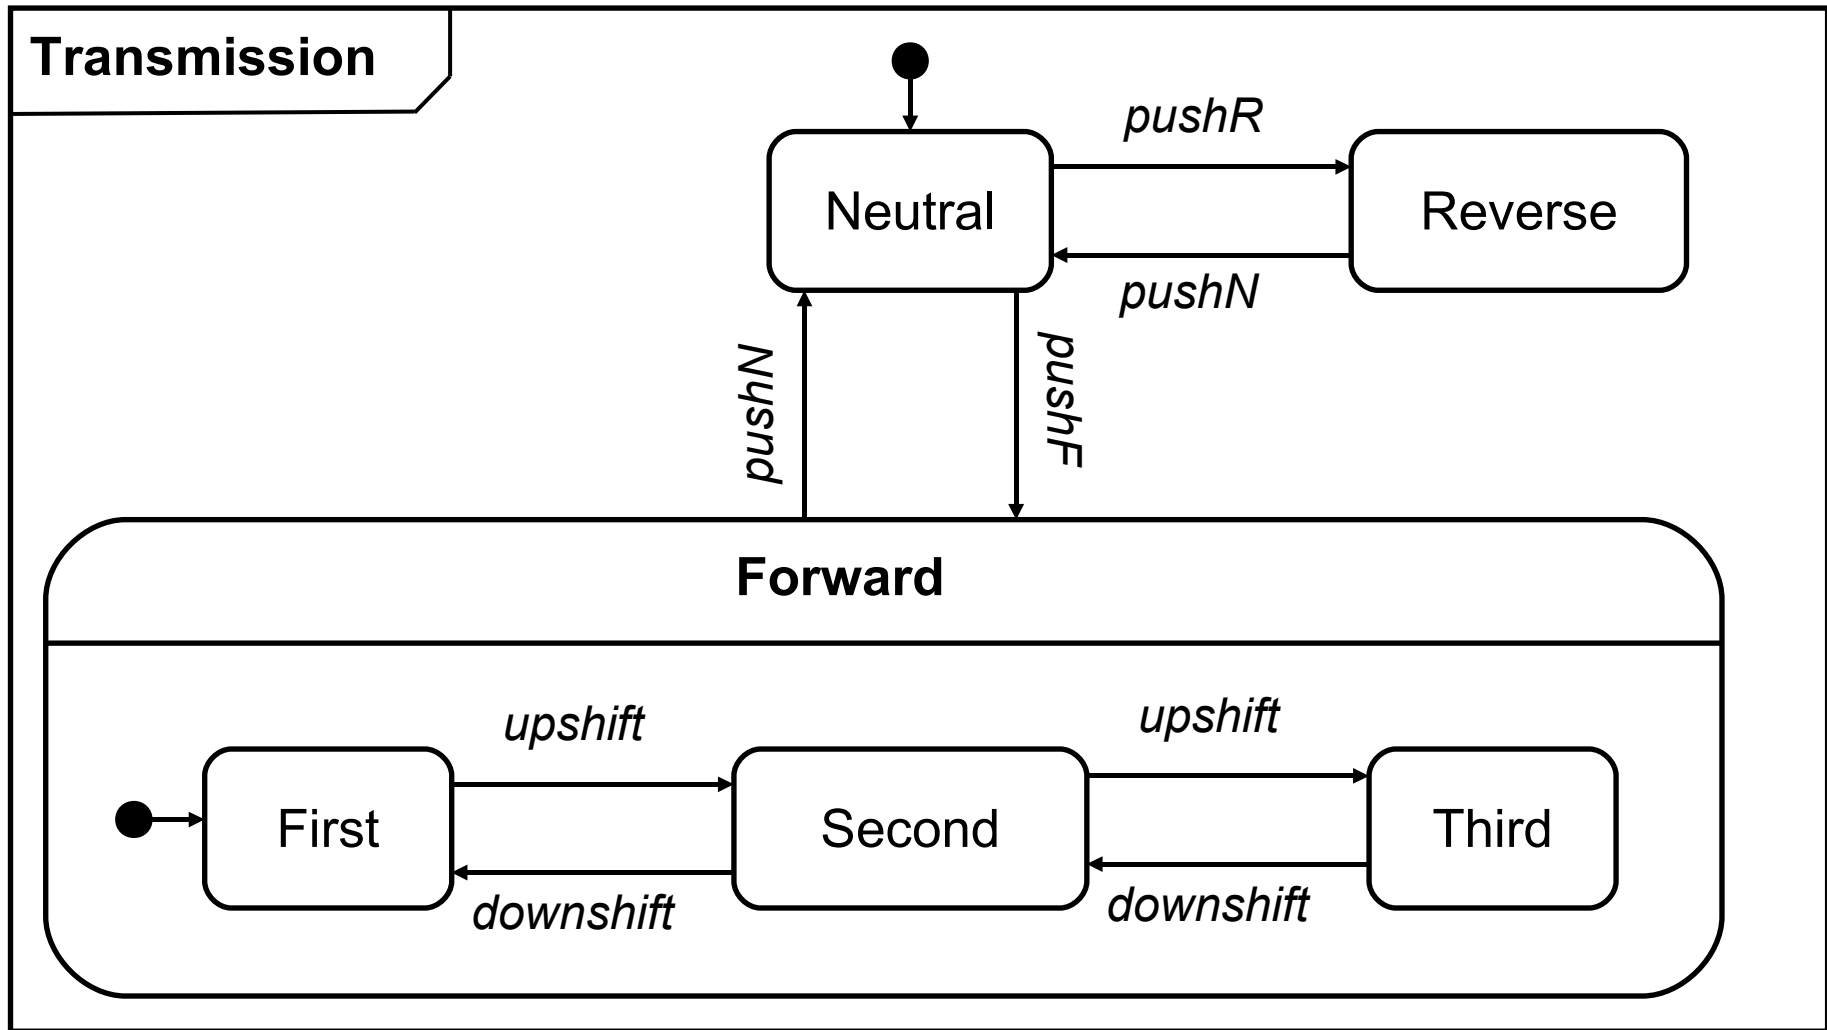 Transmission
pushR
Neutral
Reverse
pushN
pushN
pushF
Forward
upshift
upshift
First
Second
Third
downshift
downshift